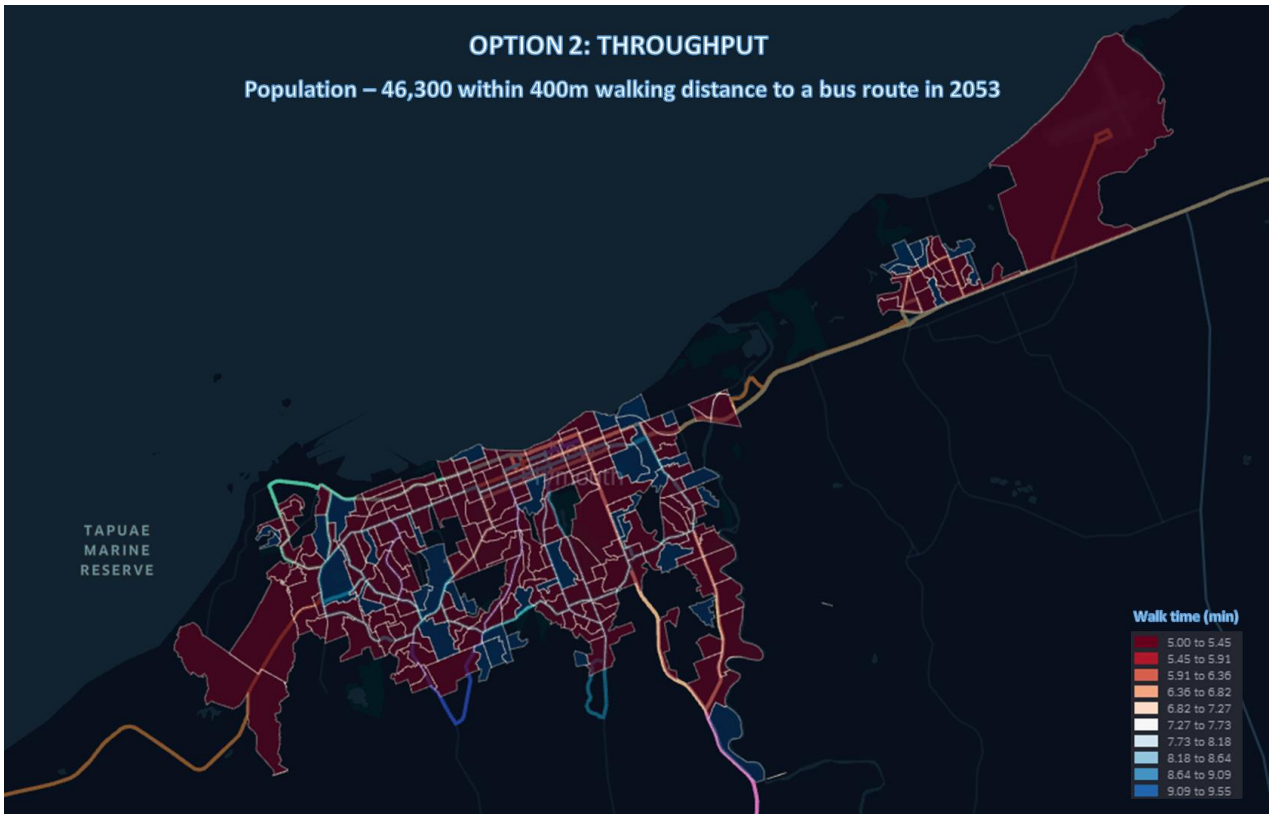 OPTION 2: THROUGHPUT
Population – 46,300 within 400m walking distance to a bus route in 2053
TAPUAE
MARINE
RESERVE
Walk time (min)
5.00 to 5.45
5.45 to 5.91
5.91 to 6.36
6.36 to 6.82
6.82 to 7.27
7.27 to 7.73
7.73 to 8.18
8.18 to 8.64
8.64 to 9.09
9.09 to 9.55